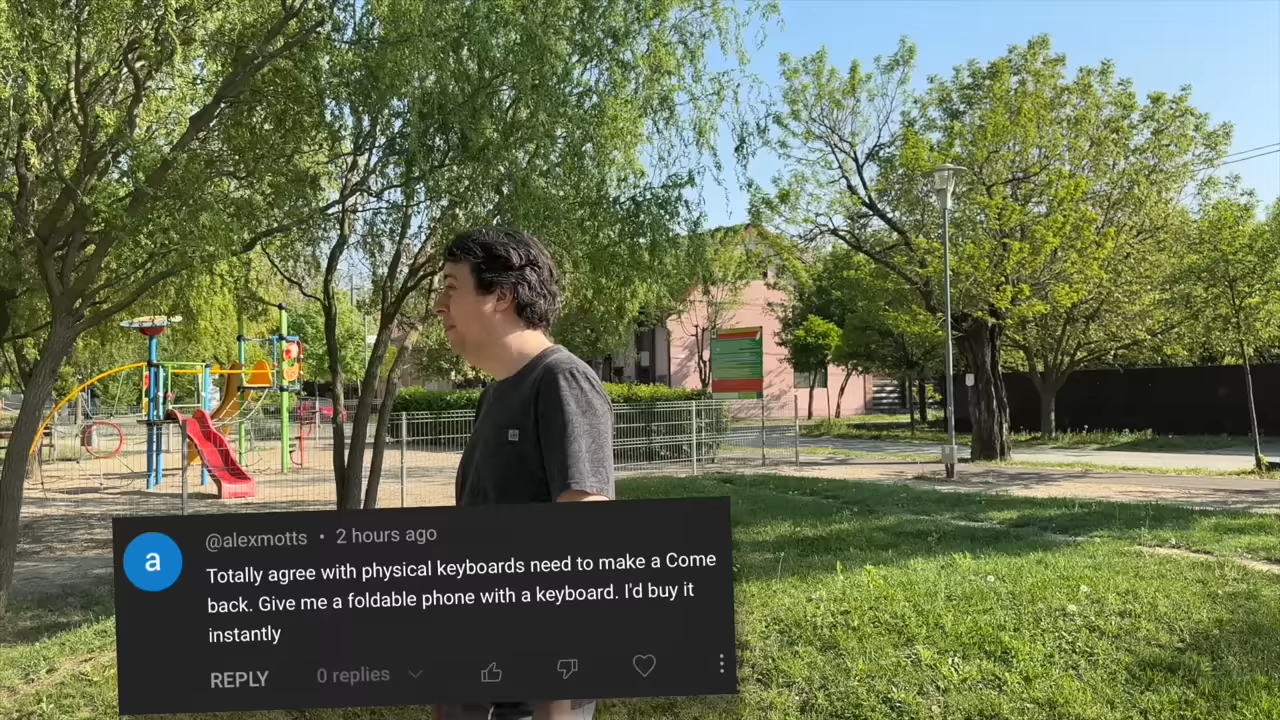 a
@alexmotts • 2 hours ago
Totally agree with physical keyboards need to make a Come
back. Give me a foldable phone with a keyboard. I'd buy it
instantly
REPLY 0 replies